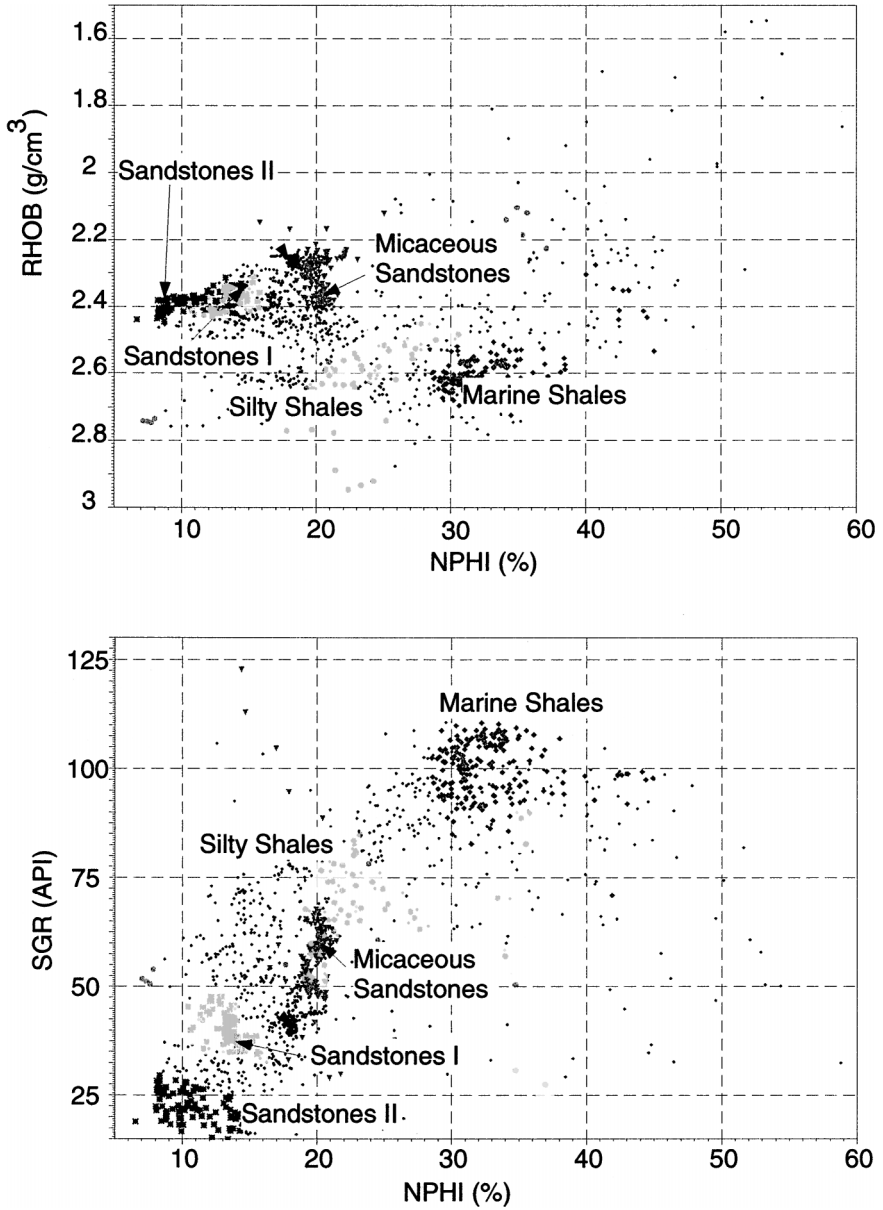 1.6
1.8
2
2.2
2.4
2.6
2.8
3
RHOB (g/cm3)
Sandstones II
Micaceous
Sandstones
Sandstones I
Silty Shales
Marine Shales
10
20
30
40
50
60
NPHI (%)
125
100
75
50
25
SGR (API)
Marine Shales
Silty Shales
Micaceous
Sandstones
Sandstones I
Sandstones II
10
20
30
40
50
60
NPHI (%)